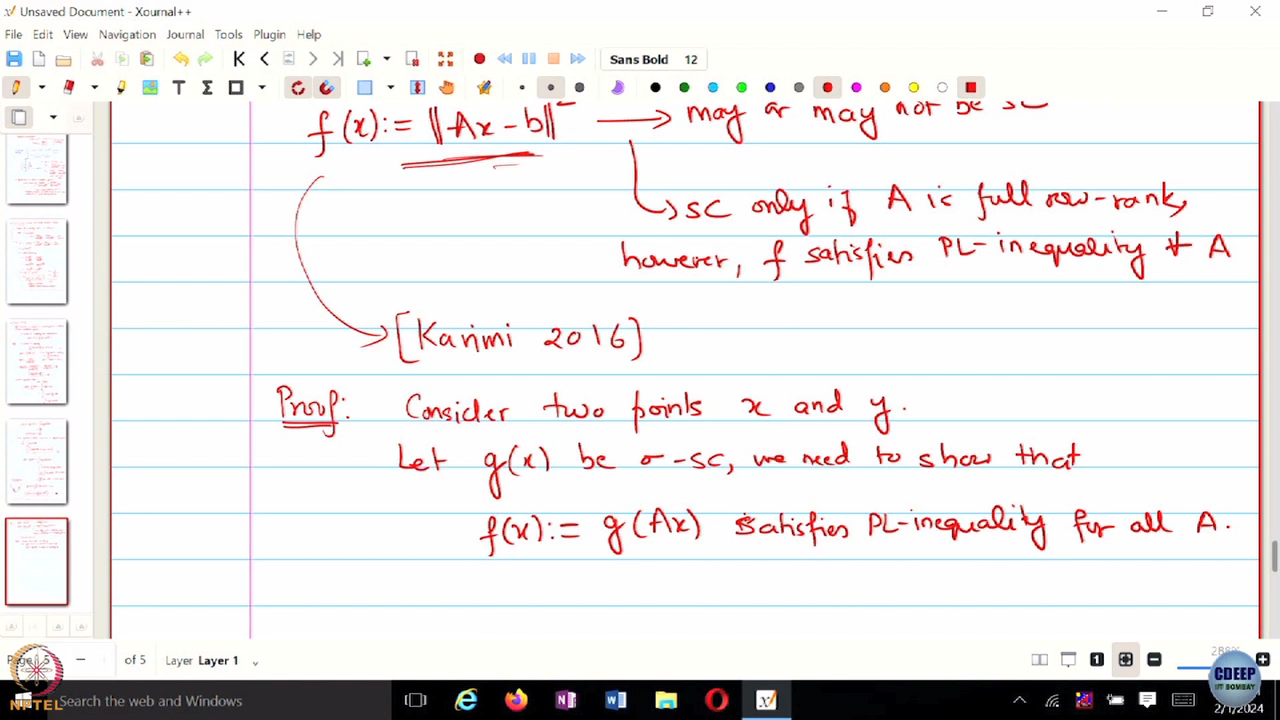 Unsaved Document - Xournal++
File Edit View Navigation Journal Tools Plugin Help
Sans Bold 12
f(x) := ||Ax - b||² → may or may not be SC
→ SC only if A is full row-rank,
however, f satisfies PL-inequality ∀ A
→ [Karimi 2016]
Proof: Consider two points x and y.
Let g(x) be σ-SC, we need to show that
f(x) := g(Ax) satisfies PL-inequality for all A.
Page 5 of 5 Layer Layer 1
288%
Search the web and Windows
NPTEL
CDEEP
IIT BOMBAY
2/1/2024